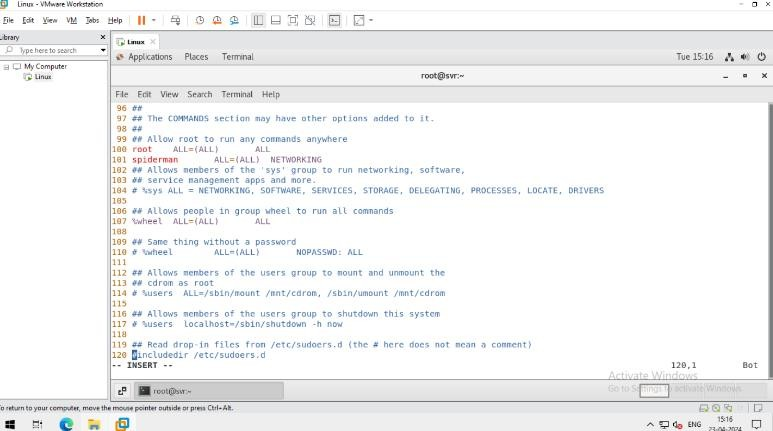 Linux - VMware Workstation
File Edit View VM Tabs Help
Library
Type here to search
My Computer
Linux
Linux
Applications Places Terminal Tue 15:16
root@svr:~
File Edit View Search Terminal Help
96 ##
97 ## The COMMANDS section may have other options added to it.
98 ##
99 ## Allow root to run any commands anywhere
100 root ALL=(ALL) ALL
101 spiderman ALL=(ALL) NETWORKING
102 ## Allows members of the 'sys' group to run networking, software,
103 ## service management apps and more.
104 # %sys ALL = NETWORKING, SOFTWARE, SERVICES, STORAGE, DELEGATING, PROCESSES, LOCATE, DRIVERS
105
106 ## Allows people in group wheel to run all commands
107 %wheel ALL=(ALL) ALL
108
109 ## Same thing without a password
110 # %wheel ALL=(ALL) NOPASSWD: ALL
111
112 ## Allows members of the users group to mount and unmount the
113 ## cdrom as root
114 # %users ALL=/sbin/mount /mnt/cdrom, /sbin/umount /mnt/cdrom
115
116 ## Allows members of the users group to shutdown this system
117 # %users localhost=/sbin/shutdown -h now
118
119 ## Read drop-in files from /etc/sudoers.d (the # here does not mean a comment)
120 #includedir /etc/sudoers.d
-- INSERT -- 120,1 Bot
Activate Windows
Go to Settings to activate Windows.
root@svr:~
To return to your computer, move the mouse pointer outside or press Ctrl+Alt.
ENG
15:16
23-04-2024